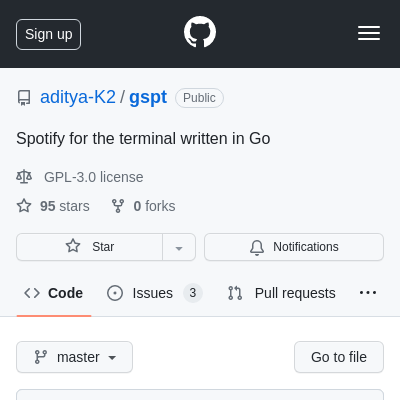 Sign up
aditya-K2 / gspt Public
Spotify for the terminal written in Go
GPL-3.0 license
95 stars 0 forks
Star Notifications
Code Issues 3 Pull requests
master Go to file